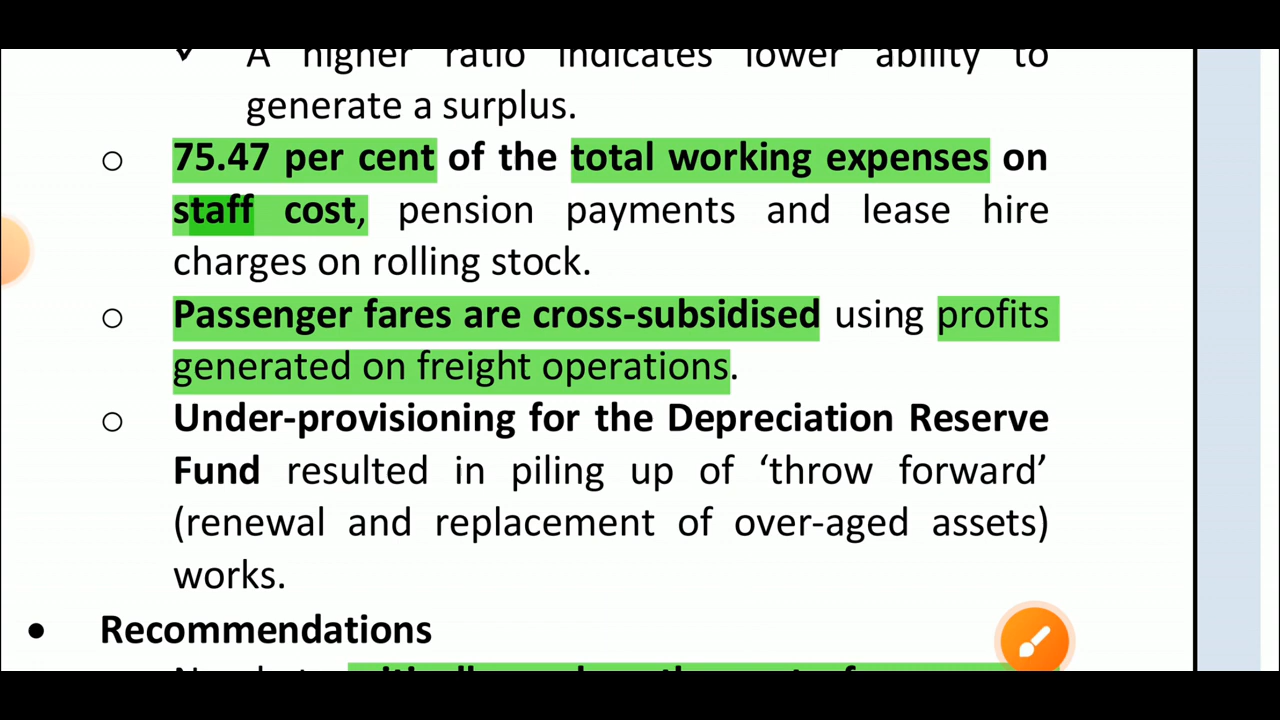 A higher ratio indicates lower ability to
generate a surplus.
75.47 per cent of the total working expenses on
staff cost, pension payments and lease hire
charges on rolling stock.
Passenger fares are cross-subsidised using profits
generated on freight operations.
Under-provisioning for the Depreciation Reserve
Fund resulted in piling up of ‘throw forward’
(renewal and replacement of over-aged assets)
works.
Recommendations